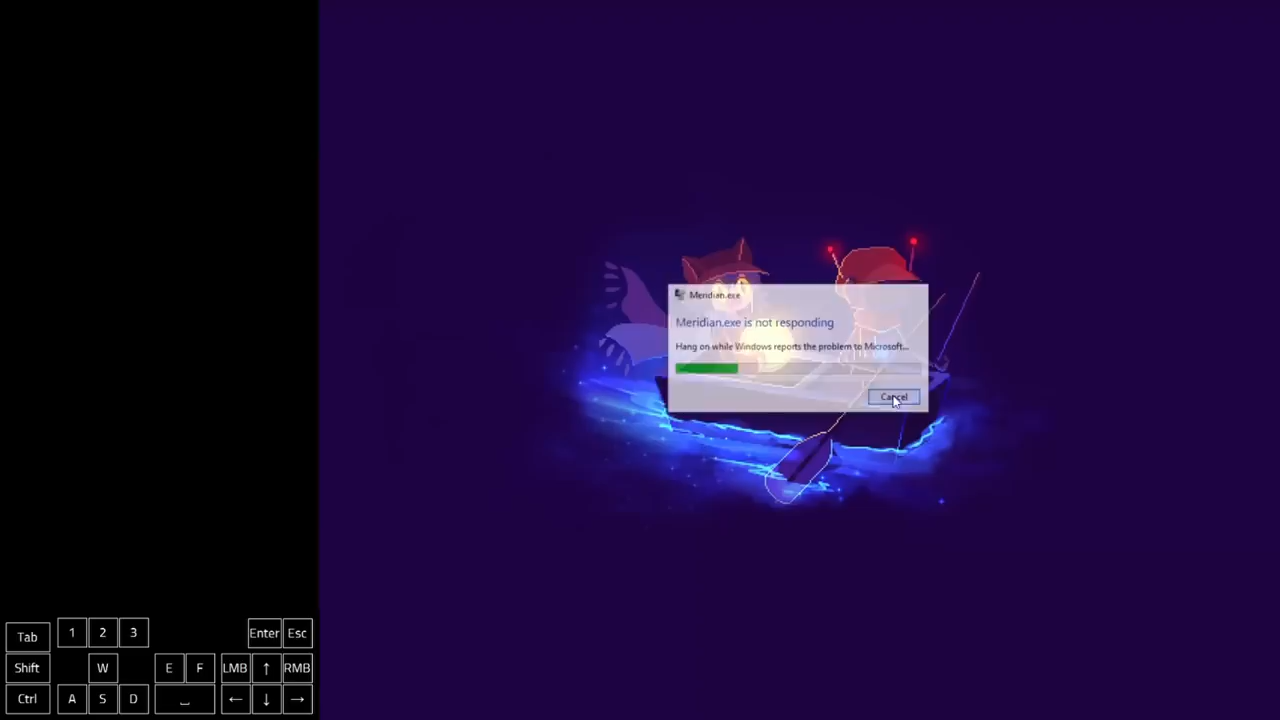 Meridian.exe
Meridian.exe is not responding
Hang on while Windows reports the problem to Microsoft...
Cancel
Tab 1 2 3 Enter Esc
Shift W E F LMB ↑ RMB
Ctrl A S D ⎵ ← ↓ →